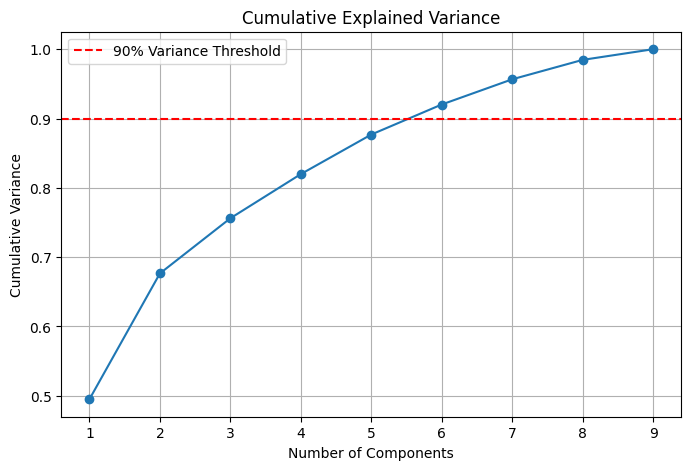 Cumulative Explained Variance
90% Variance Threshold
Cumulative Variance
1.0
0.9
0.8
0.7
0.6
0.5
1 2 3 4 5 6 7 8 9
Number of Components